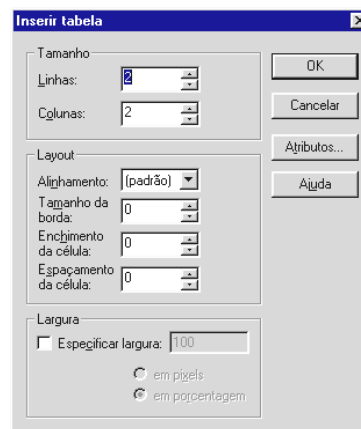 Inserir tabela
Tamanho
Linhas: 2
Colunas: 2
OK
Cancelar
Atributos...
Ajuda
Layout
Alinhamento: (padrão)
Tamanho da
borda: 0
Enchimento
da célula: 0
Espaçamento
da célula: 0
Largura
Especificar largura: 100
em pixels
em porcentagem